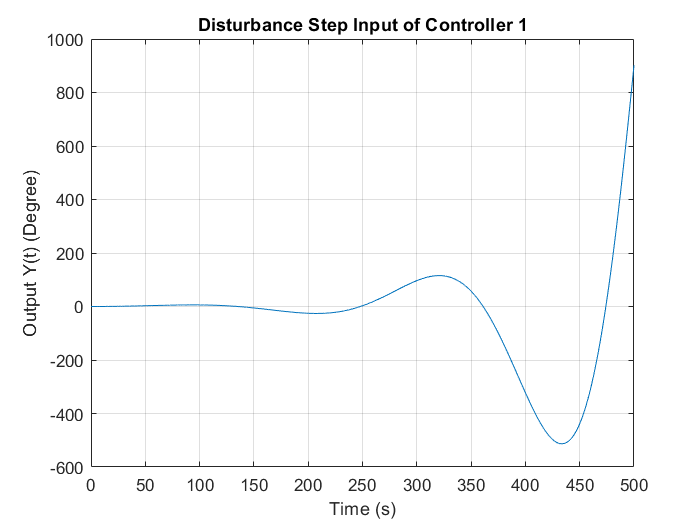 Disturbance Step Input of Controller 1
1000
800
600
400
200
0
-200
-400
-600
Output Y(t) (Degree)
0 50 100 150 200 250 300 350 400 450 500
Time (s)